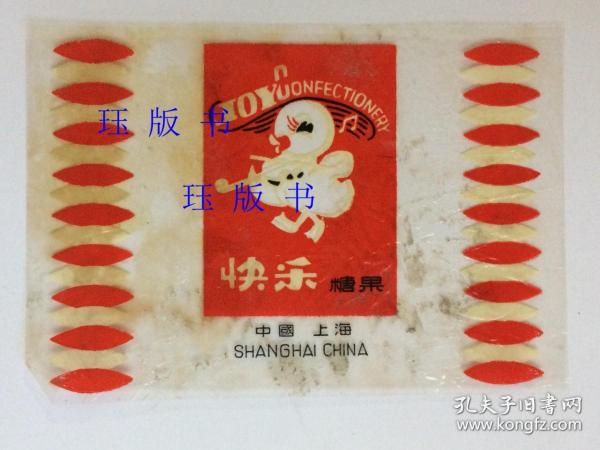 JOY CONFECTIONERY
珏版书
珏版书
快乐 糖果
中國 上海
SHANGHAI CHINA
孔夫子旧书网
www.kongfz.com